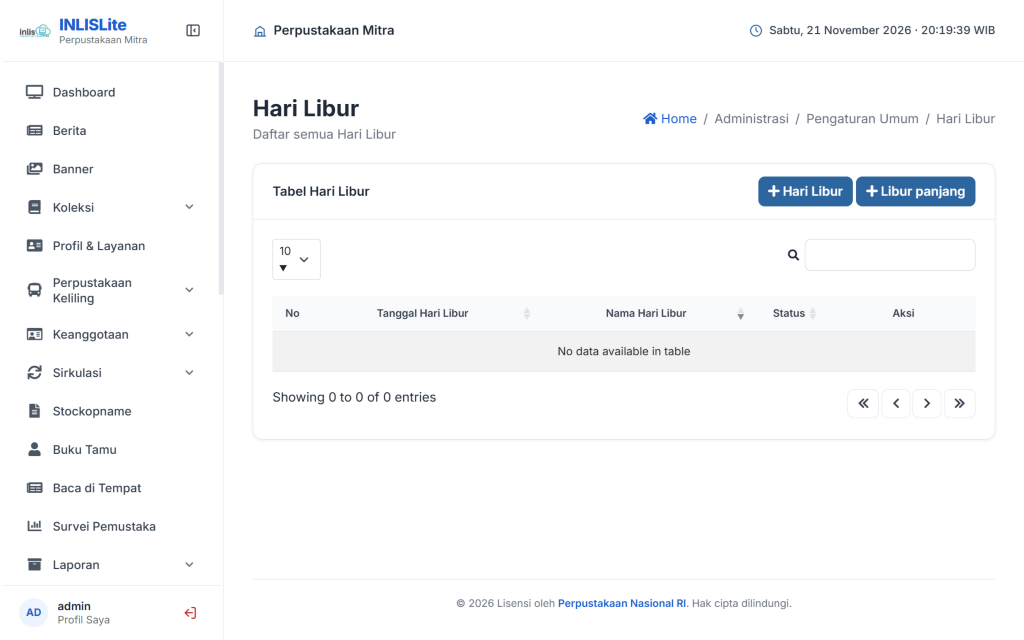 inlis
INLISLite
Perpustakaan Mitra
Perpustakaan Mitra
Sabtu, 21 November 2026 · 20:19:39 WIB
Dashboard
Berita
Banner
Koleksi
Profil & Layanan
Perpustakaan
Keliling
Keanggotaan
Sirkulasi
Stockopname
Buku Tamu
Baca di Tempat
Survei Pemustaka
Laporan
AD
admin
Profil Saya
Hari Libur
Daftar semua Hari Libur
Home / Administrasi / Pengaturan Umum / Hari Libur
Tabel Hari Libur
Hari Libur
Libur panjang
10
No Tanggal Hari Libur Nama Hari Libur Status Aksi
No data available in table
Showing 0 to 0 of 0 entries
© 2026 Lisensi oleh Perpustakaan Nasional RI. Hak cipta dilindungi.